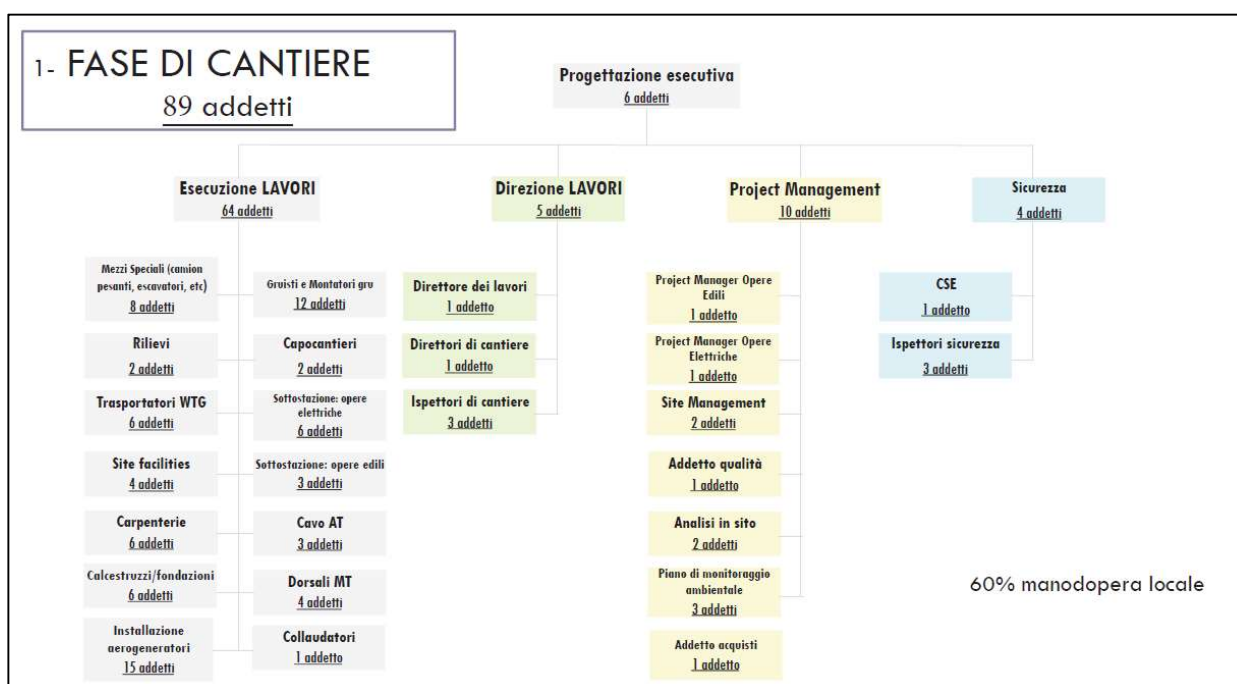 1- FASE DI CANTIERE
89 addetti
Progettazione esecutiva
6 addetti
Esecuzione LAVORI
64 addetti
Mezzi Speciali (camion
pesanti, escavatori, etc)
8 addetti
Gruisti e Montatori gru
12 addetti
Rilievi
2 addetti
Capocantieri
2 addetti
Trasportatori WTG
6 addetti
Sottostazione: opere
elettriche
6 addetti
Site facilities
4 addetti
Sottostazione: opere edili
3 addetti
Carpenterie
6 addetti
Cavo AT
3 addetti
Calcestruzzi/fondazioni
6 addetti
Dorsali MT
4 addetti
Installazione
aerogeneratori
15 addetti
Collaudatori
1 addetto
Direzione LAVORI
5 addetti
Direttore dei lavori
1 addetto
Direttori di cantiere
1 addetto
Ispettori di cantiere
3 addetti
Project Management
10 addetti
Project Manager Opere
Edili
1 addetto
Project Manager Opere
Elettriche
1 addetto
Site Management
2 addetti
Addetto qualità
1 addetto
Analisi in sito
2 addetti
Piano di monitoraggio
ambientale
3 addetti
Addetto acquisti
1 addetto
Sicurezza
4 addetti
CSE
1 addetto
Ispettori sicurezza
3 addetti
60% manodopera locale